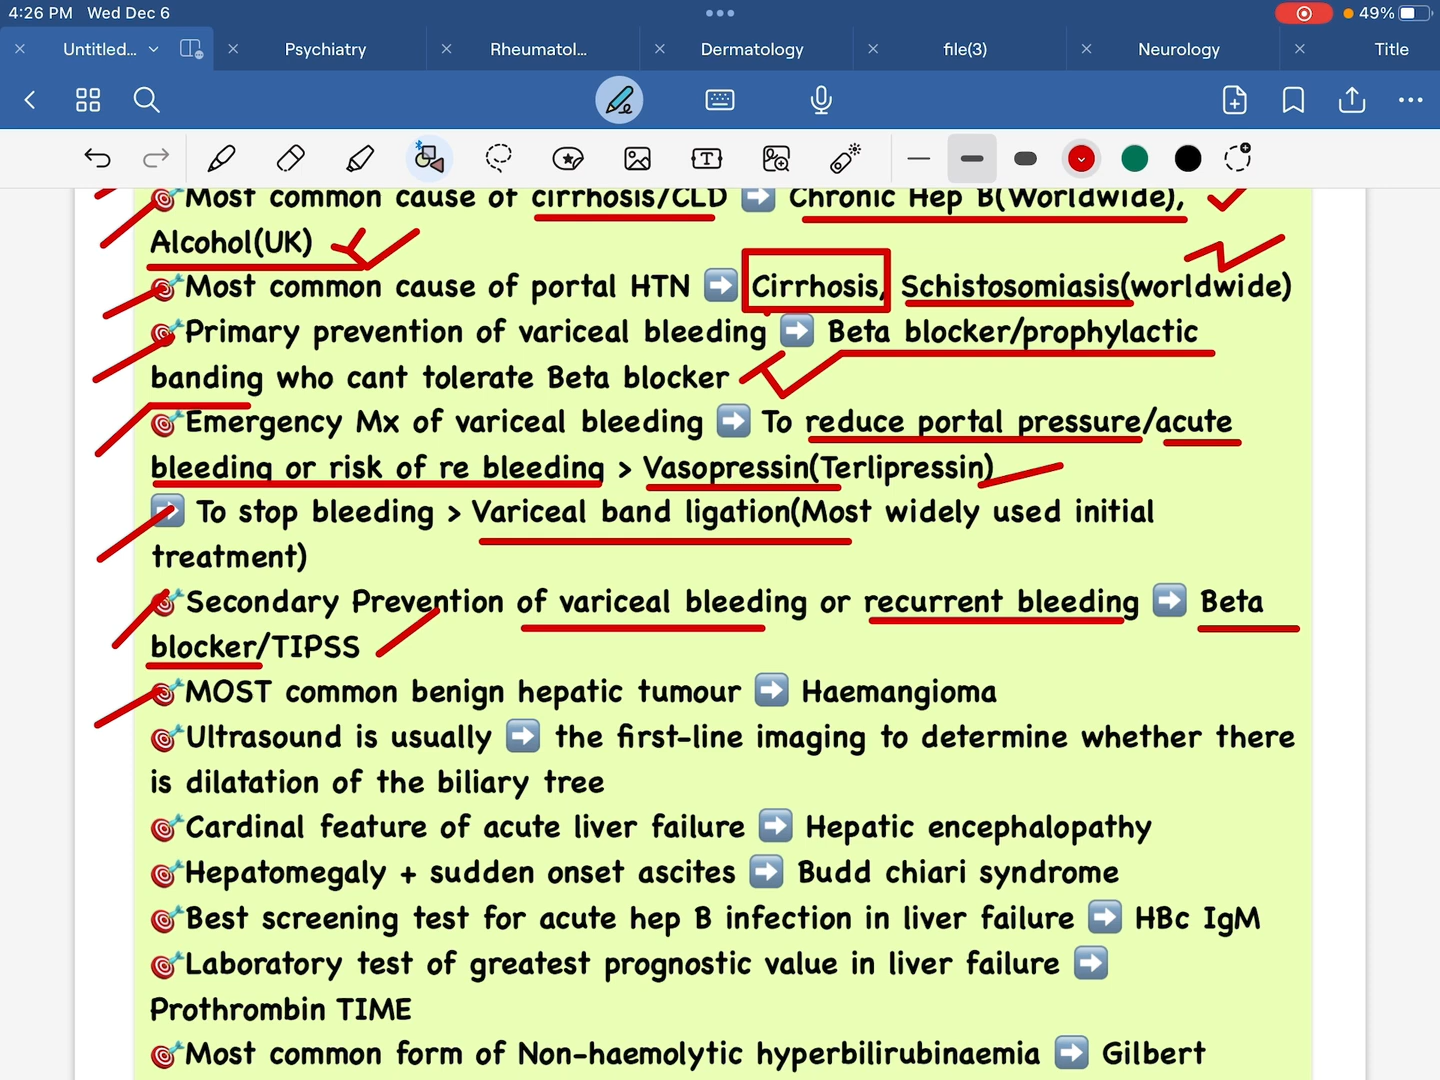 4:26 PM Wed Dec 6
49%
Untitled...
Psychiatry
Rheumatol...
Dermatology
file(3)
Neurology
Title
🎯Most common cause of cirrhosis/CLD ➡️ Chronic Hep B(Worldwide),
Alcohol(UK)
🎯Most common cause of portal HTN ➡️ Cirrhosis, Schistosomiasis(worldwide)
🎯Primary prevention of variceal bleeding ➡️ Beta blocker/prophylactic
banding who cant tolerate Beta blocker
🎯Emergency Mx of variceal bleeding ➡️ To reduce portal pressure/acute
bleeding or risk of re bleeding > Vasopressin(Terlipressin)
➡️ To stop bleeding > Variceal band ligation(Most widely used initial
treatment)
🎯Secondary Prevention of variceal bleeding or recurrent bleeding ➡️ Beta
blocker/TIPSS
🎯MOST common benign hepatic tumour ➡️ Haemangioma
🎯Ultrasound is usually ➡️ the first-line imaging to determine whether there
is dilatation of the biliary tree
🎯Cardinal feature of acute liver failure ➡️ Hepatic encephalopathy
🎯Hepatomegaly + sudden onset ascites ➡️ Budd chiari syndrome
🎯Best screening test for acute hep B infection in liver failure ➡️ HBc IgM
🎯Laboratory test of greatest prognostic value in liver failure ➡️
Prothrombin TIME
🎯Most common form of Non-haemolytic hyperbilirubinaemia ➡️ Gilbert